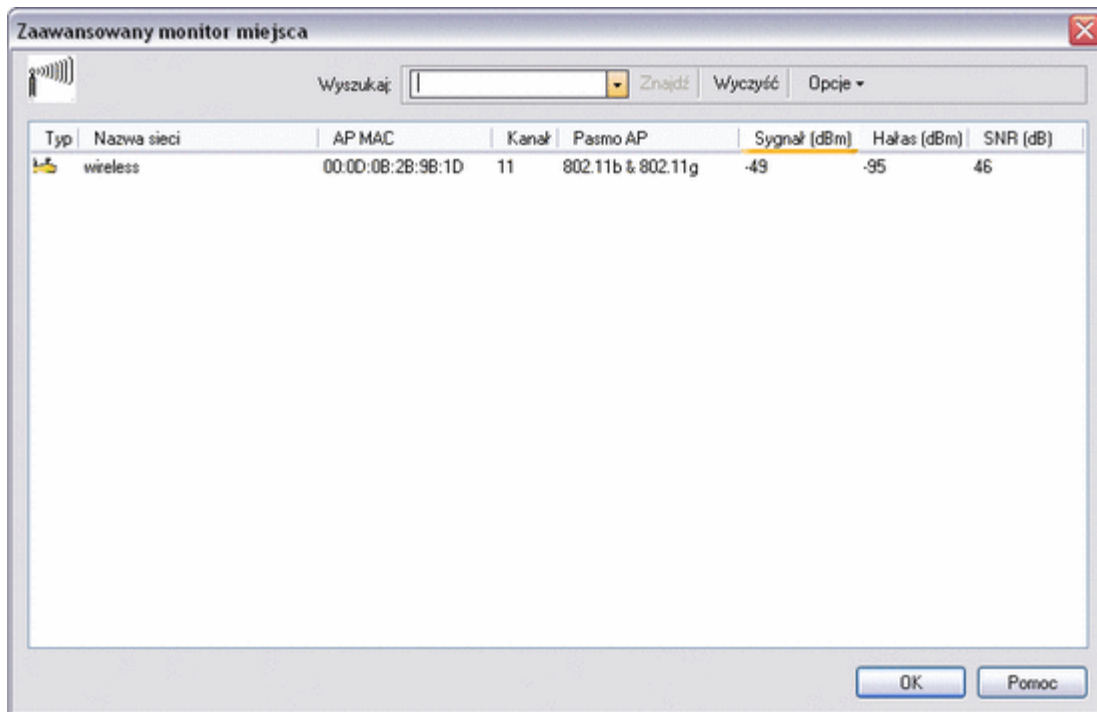 Zaawansowany monitor miejsca
Wyszukaj: Znajdź Wyczyść Opcje
Typ Nazwa sieci AP MAC Kanał Pasmo AP Sygnał (dBm) Hałas (dBm) SNR (dB)
wireless 00:0D:0B:2B:9B:1D 11 802.11b & 802.11g -49 -95 46
OK Pomoc